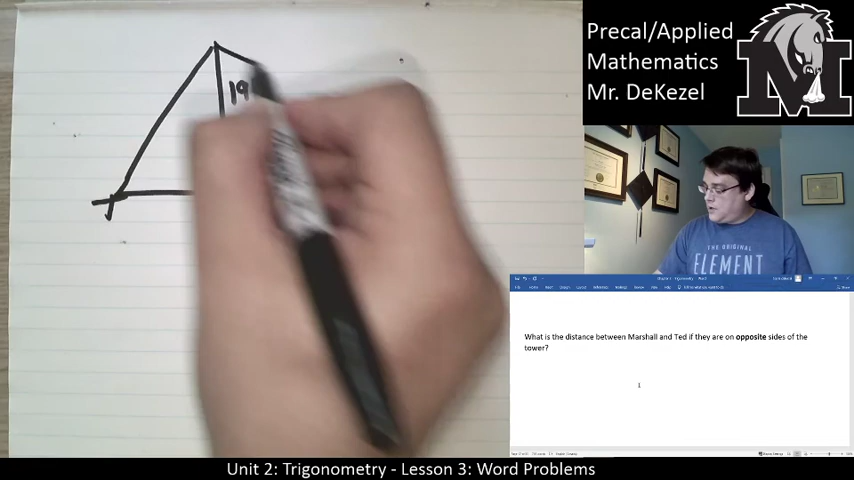 19
Precal/Applied
Mathematics
Mr. DeKezel
THE ORIGINAL
ELEMENT
What is the distance between Marshall and Ted if they are on opposite sides of the
tower?
Unit 2: Trigonometry - Lesson 3: Word Problems